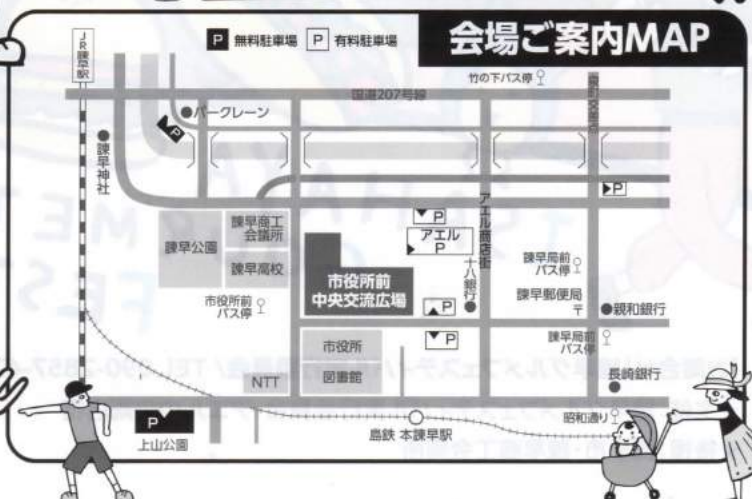 会場ご案内MAP
P 無料駐車場 P 有料駐車場
JR諫早駅
竹の下バス停
国道207号線
バーグレーン
P
諫早神社
P
アエル商店街
P
アエル
P
諫早公園
諫早商工
会議所
諫早高校
市役所前
中央交流広場
十八銀行
諫早局前
バス停
諫早郵便局
〒
親和銀行
市役所前
バス停
P
P
市役所
図書館
諫早局前
バス停
NTT
長崎銀行
昭和通り
P
上山公園
島鉄 本諫早駅